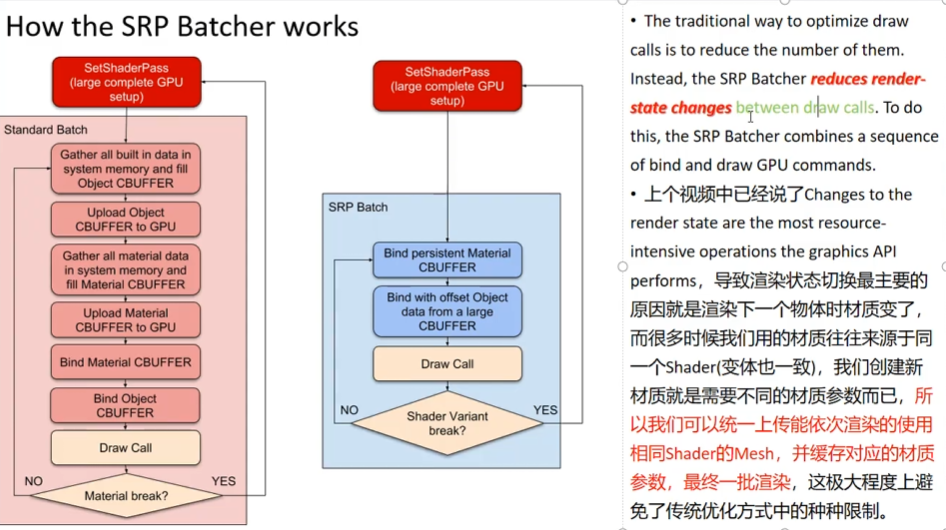 How the SRP Batcher works
SetShaderPass
(large complete GPU
setup)
Standard Batch
Gather all built in data in
system memory and fill
Object CBUFFER
Upload Object
CBUFFER to GPU
Gather all material data
in system memory and
fill Material CBUFFER
Upload Material
CBUFFER to GPU
Bind Material CBUFFER
Bind Object
CBUFFER
Draw Call
NO
YES
Material break?
SetShaderPass
(large complete GPU
setup)
SRP Batch
Bind persistent Material
CBUFFER
Bind with offset Object
data from a large
CBUFFER
Draw Call
NO
YES
Shader Variant
break?
• The traditional way to optimize draw
calls is to reduce the number of them.
Instead, the SRP Batcher reduces render-
state changes between draw calls. To do
this, the SRP Batcher combines a sequence
of bind and draw GPU commands.
• 上个视频中已经说了Changes to the
render state are the most resource-
intensive operations the graphics API
performs，导致渲染状态切换最主要的
原因就是渲染下一个物体时材质变了，
而很多时候我们用的材质往往来源于同
一个Shader(变体也一致)，我们创建新
材质就是需要不同的材质参数而已，所
以我们可以统一上传能依次渲染的使用
相同Shader的Mesh，并缓存对应的材质
参数，最终一批渲染，这极大程度上避
免了传统优化方式中的种种限制。